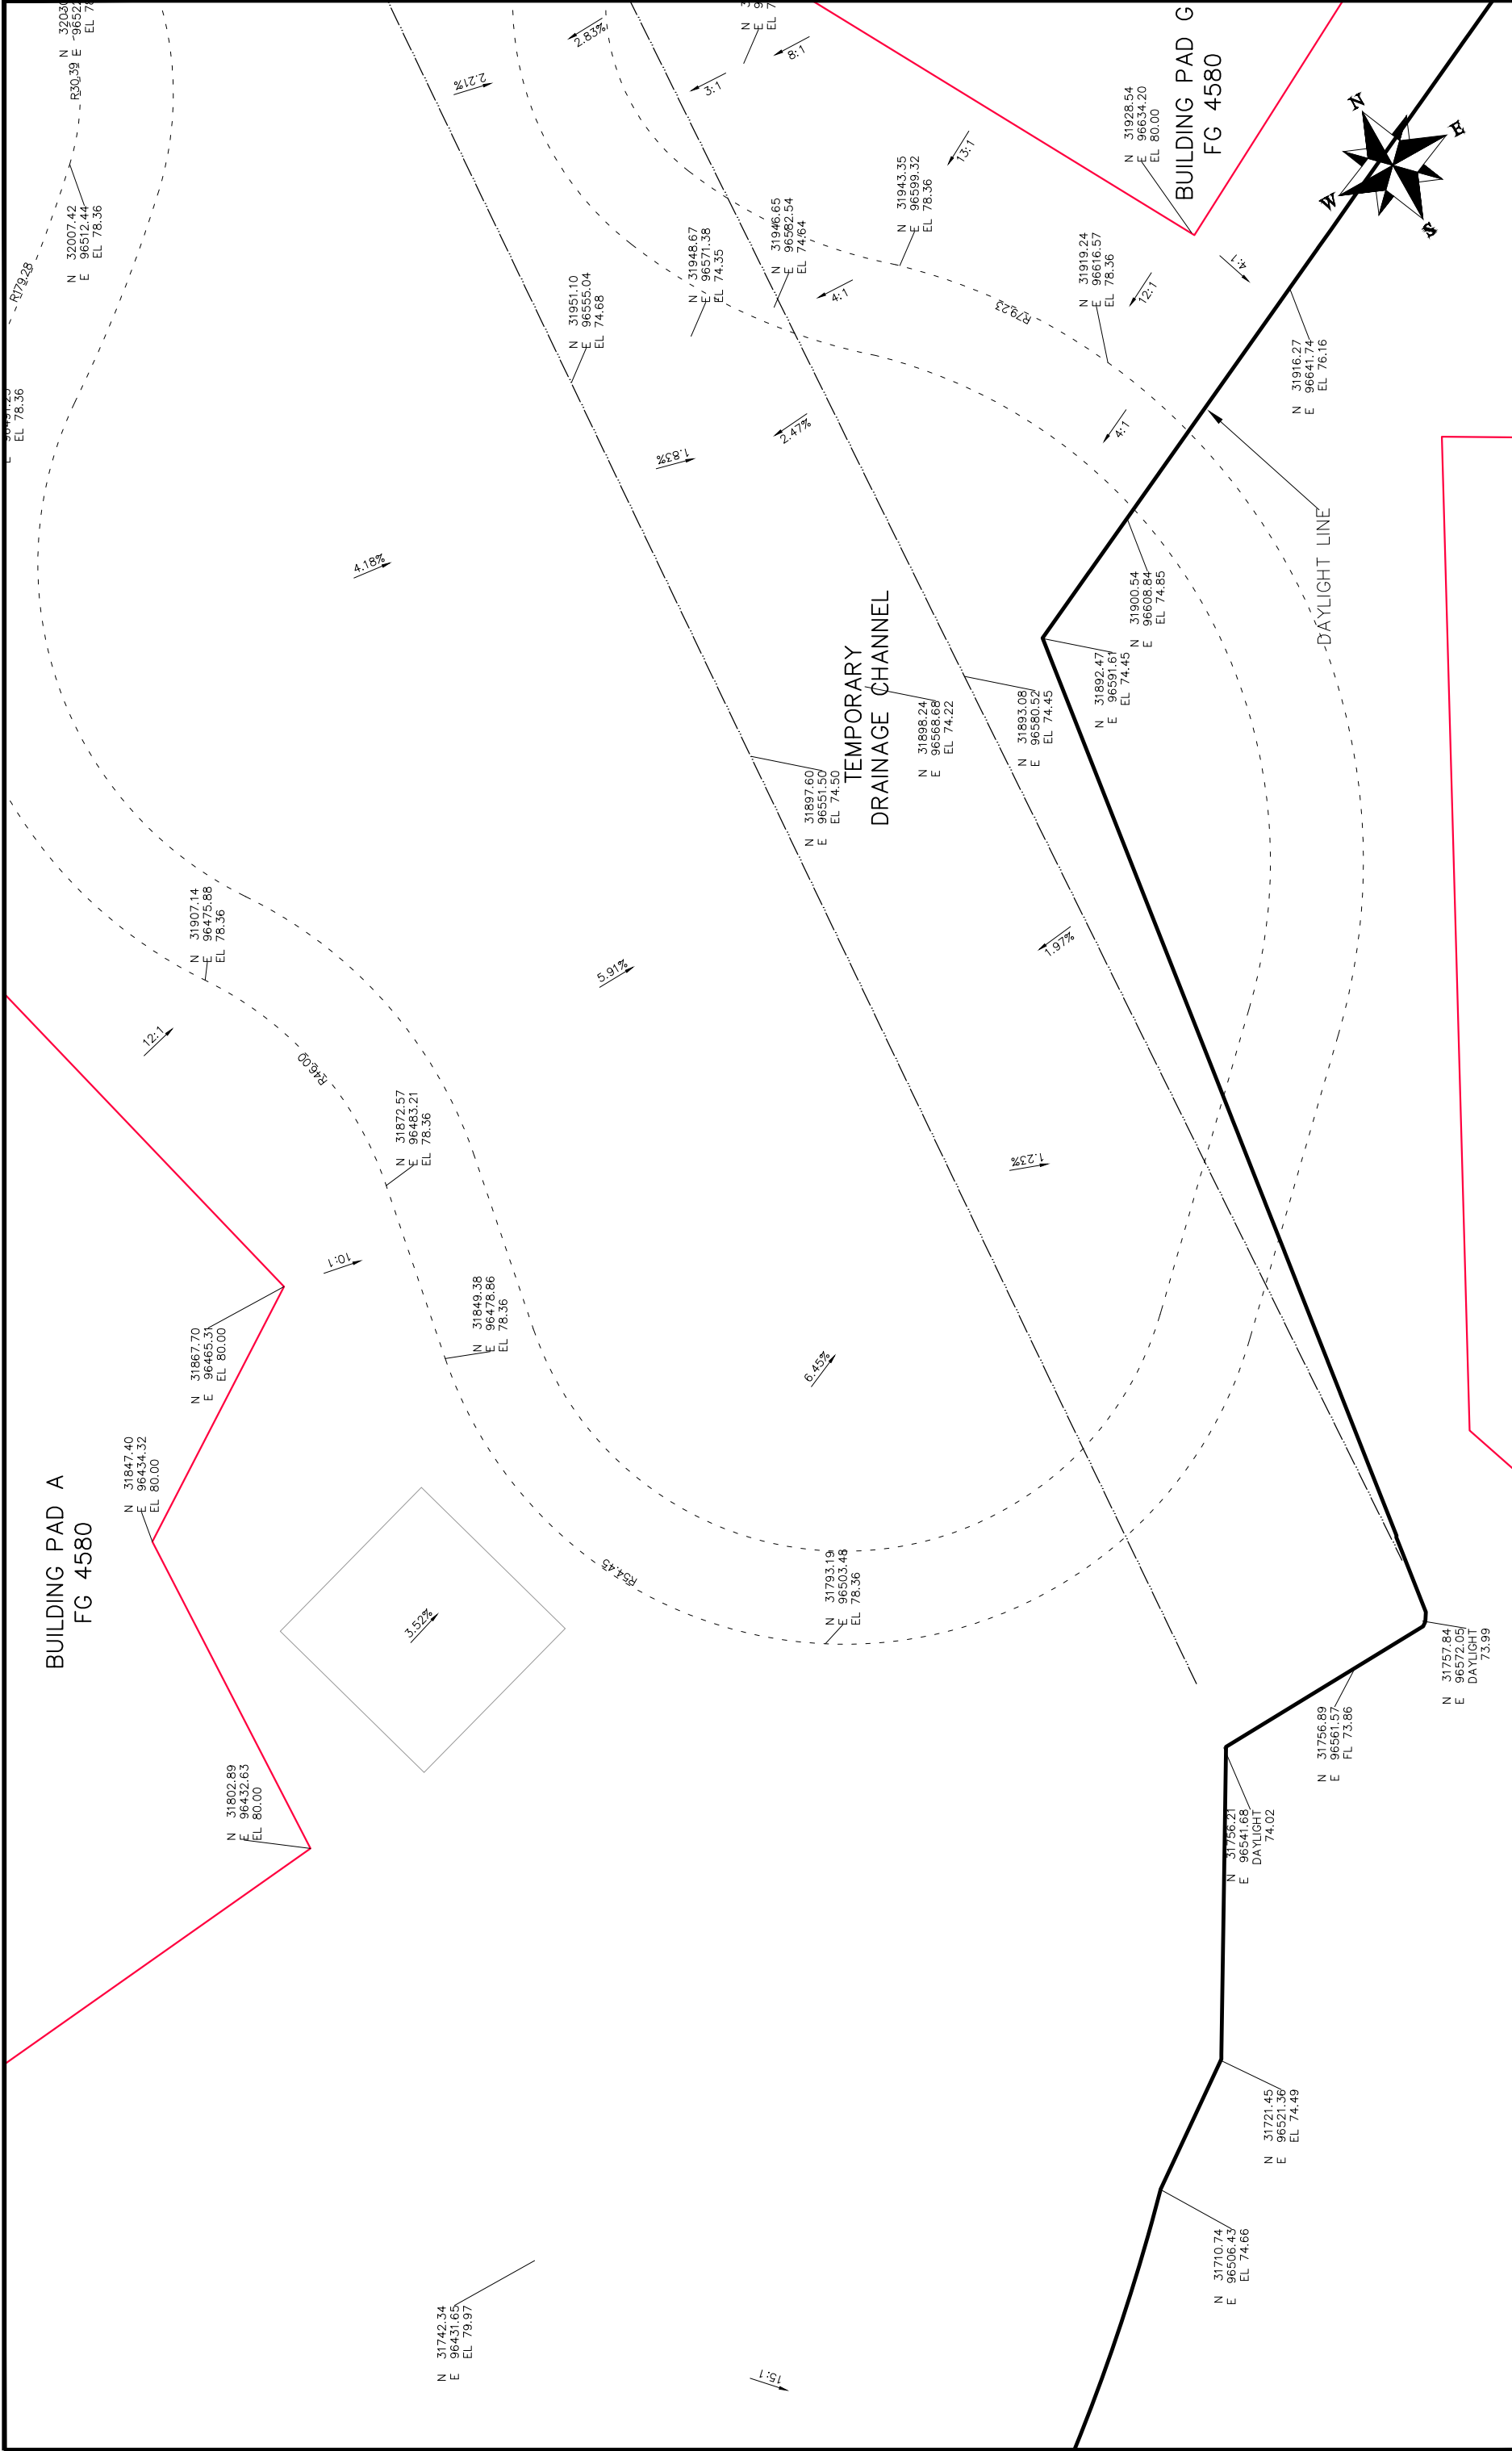 BUILDING PAD A
FG 4580
N 31847.40
E 96434.32
EL 80.00
N 31867.70
E 96465.31
EL 80.00
N 31802.89
E 96432.63
EL 80.00
N 31742.34
E 96431.65
EL 79.97
15:1
3.52%
10:1
12:1
N 31907.14
E 96475.88
EL 78.36
R46.00
N 31872.57
E 96483.21
EL 78.36
N 31849.38
E 96478.86
EL 78.36
R54.45
N 31793.19
E 96503.48
EL 78.36
6.45%
5.91%
4.18%
EL 78.36
R179.28
N 32007.42
E 96512.44
EL 78.36
R30.39
2.21%
2.83%
3:1
8:1
13:1
N 31951.10
E 96555.04
EL 74.68
N 31948.67
E 96571.38
EL 74.35
N 31946.65
E 96582.54
EL 74.64
N 31943.35
E 96599.32
EL 78.36
4:1
R79.23
N 31919.24
E 96616.57
EL 78.36
12:1
4:1
N 31928.54
E 96634.20
EL 80.00
BUILDING PAD G
FG 4580
N
E
S
W
N 31916.27
E 96641.74
EL 76.16
4:1
2.47%
1.83%
DAYLIGHT LINE
TEMPORARY
DRAINAGE CHANNEL
N 31897.60
E 96551.50
EL 74.50
N 31898.24
E 96568.68
EL 74.22
N 31893.08
E 96580.52
EL 74.45
N 31892.47
E 96591.61
EL 74.45
N 31900.54
E 96608.84
EL 74.85
1.97%
1.23%
N 31757.84
E 96572.05
DAYLIGHT
73.99
N 31756.89
E 96561.57
FL 73.86
N 31756.21
E 96541.68
DAYLIGHT
74.02
N 31721.45
E 96521.36
EL 74.49
N 31710.74
E 96506.43
EL 74.66